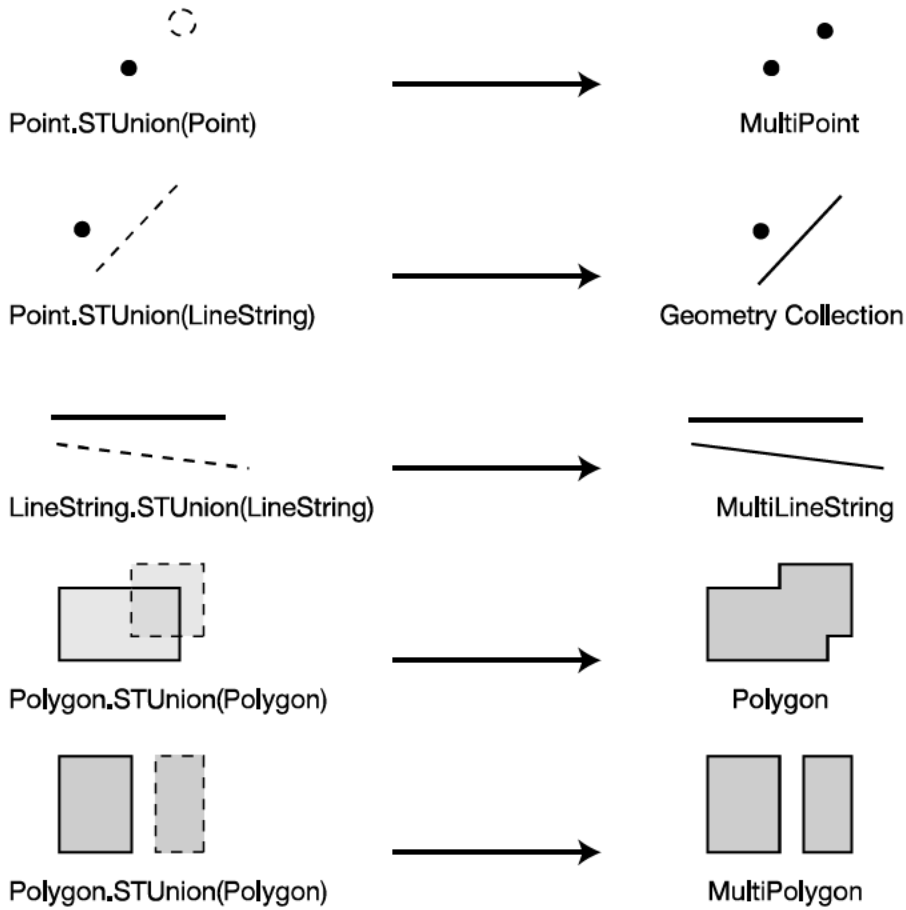 Point.STUnion(Point)
MultiPoint
Point.STUnion(LineString)
Geometry Collection
LineString.STUnion(LineString)
MultiLineString
Polygon.STUnion(Polygon)
Polygon
Polygon.STUnion(Polygon)
MultiPolygon